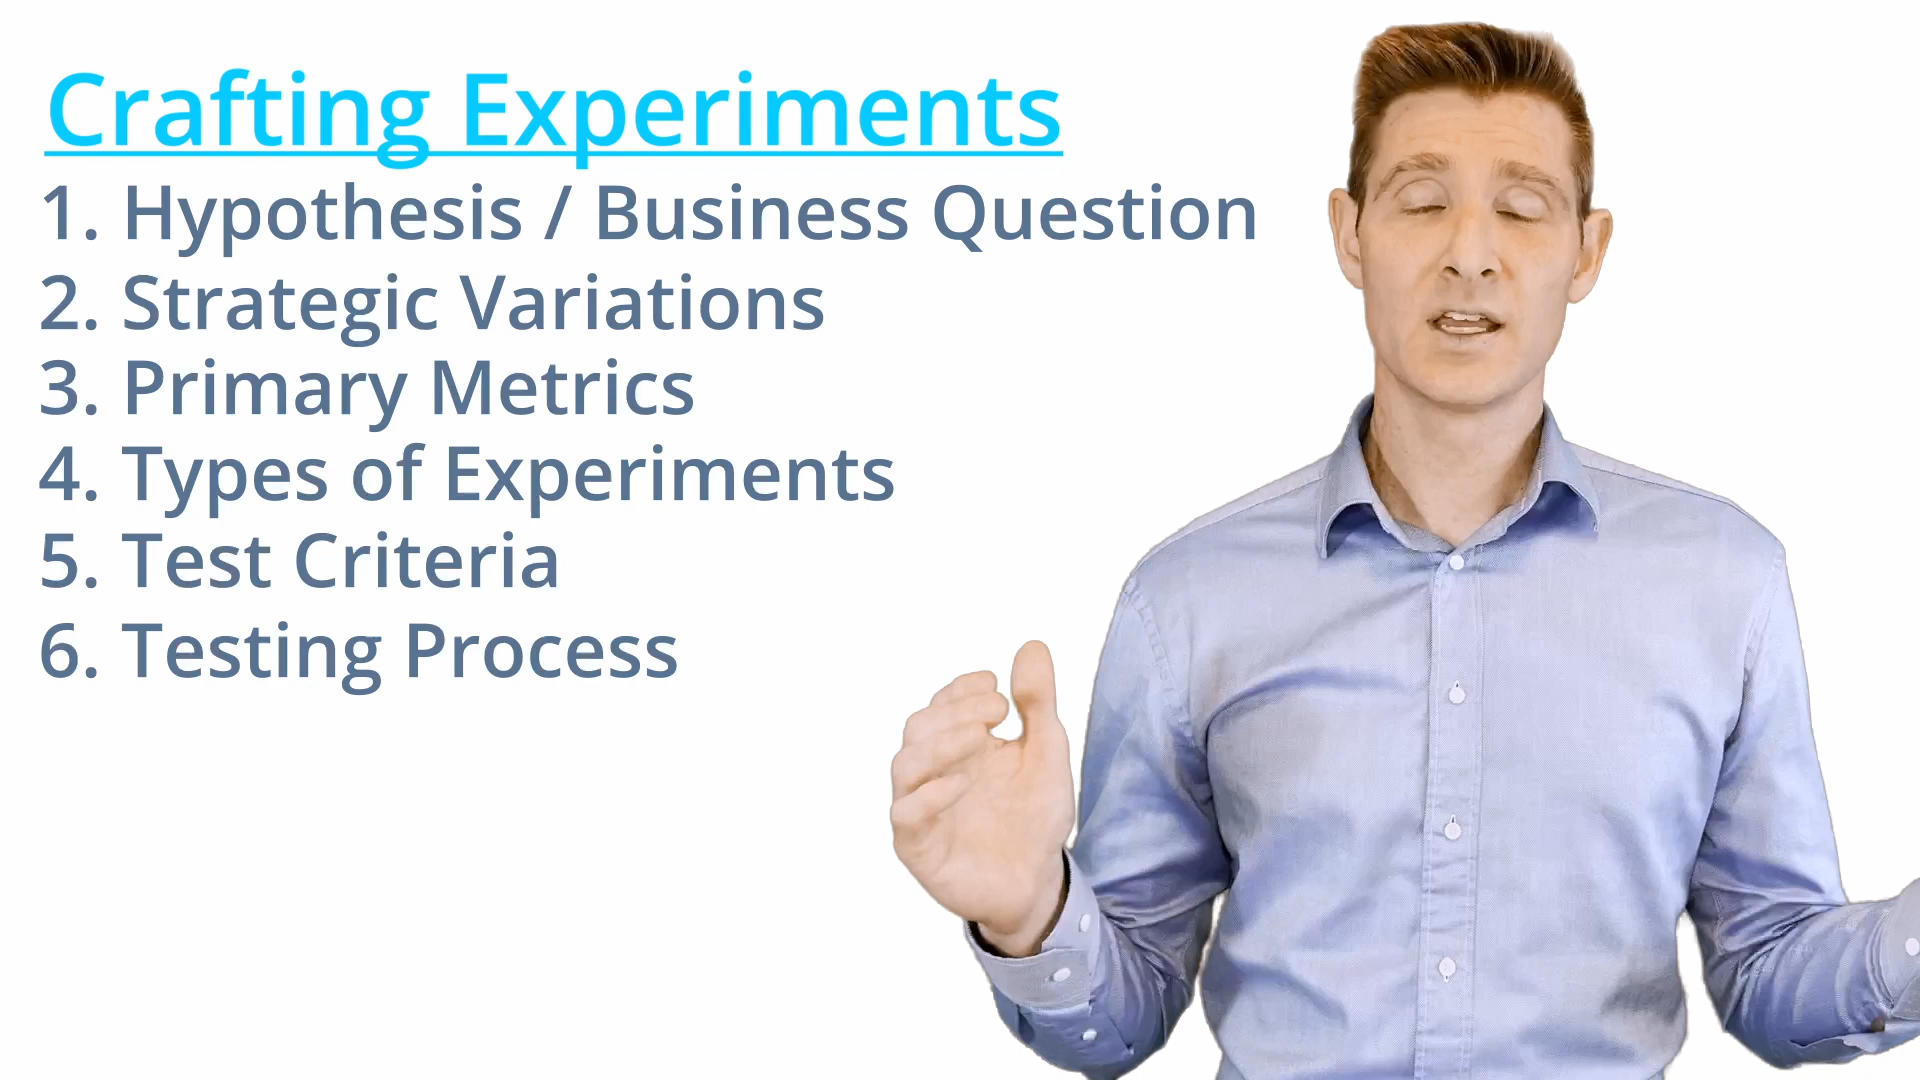 Crafting Experiments
1. Hypothesis / Business Question
2. Strategic Variations
3. Primary Metrics
4. Types of Experiments
5. Test Criteria
6. Testing Process